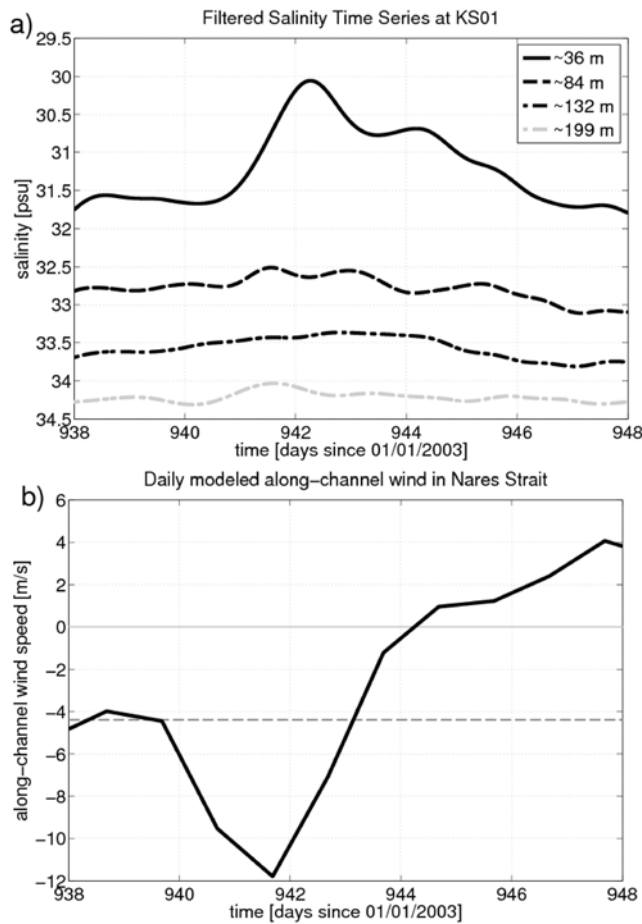 a)
Filtered Salinity Time Series at KS01
29.5
30
30.5
31
31.5
32
32.5
33
33.5
34
34.5
salinity [psu]
~36 m
~84 m
~132 m
~199 m
938 940 942 944 946 948
time [days since 01/01/2003]
b)
Daily modeled along-channel wind in Nares Strait
6
4
2
0
-2
-4
-6
-8
-10
-12
along-channel wind speed [m/s]
938 940 942 944 946 948
time [days since 01/01/2003]